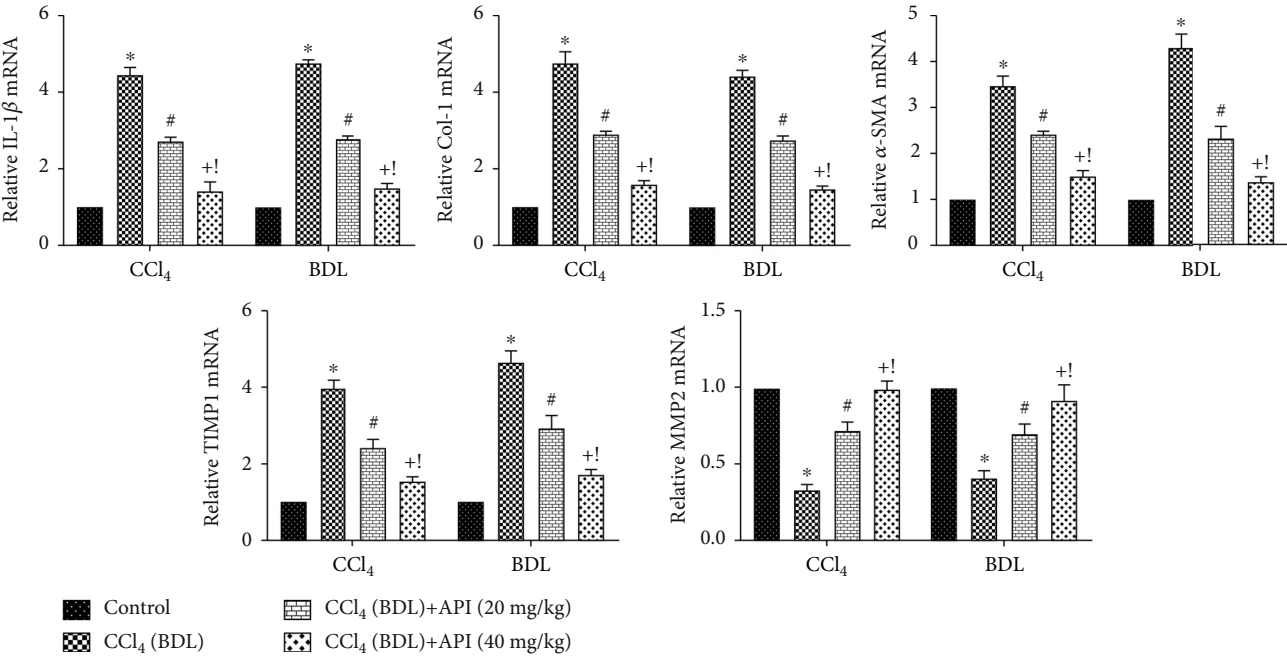 Relative IL-1β mRNA
6
4
2
0
*
#
+!
*
#
+!
CCl₄
BDL
Relative Col-1 mRNA
6
4
2
0
*
#
+!
*
#
+!
CCl₄
BDL
Relative α-SMA mRNA
5
4
3
2
1
0
*
#
+!
*
#
+!
CCl₄
BDL
Relative TIMP1 mRNA
6
4
2
0
*
#
+!
*
#
+!
CCl₄
BDL
Relative MMP2 mRNA
1.5
1.0
0.5
0.0
*
#
+!
*
#
+!
CCl₄
BDL
Control
CCl₄ (BDL)
CCl₄ (BDL)+API (20 mg/kg)
CCl₄ (BDL)+API (40 mg/kg)